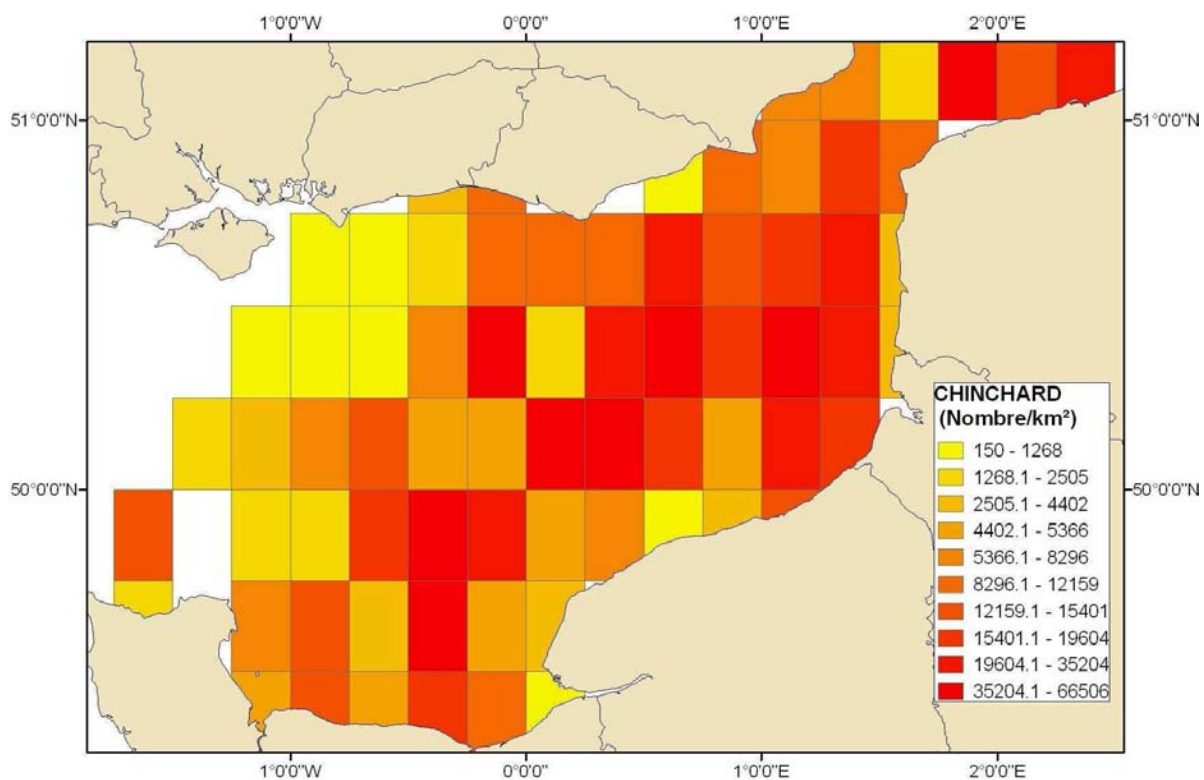 1°0'0"W 0°0'0" 1°0'0"E 2°0'0"E
51°0'0"N 51°0'0"N
50°0'0"N 50°0'0"N
CHINCHARD
(Nombre/km²)
150 - 1268
1268.1 - 2505
2505.1 - 4402
4402.1 - 5366
5366.1 - 8296
8296.1 - 12159
12159.1 - 15401
15401.1 - 19604
19604.1 - 35204
35204.1 - 66506
1°0'0"W 0°0'0" 1°0'0"E 2°0'0"E